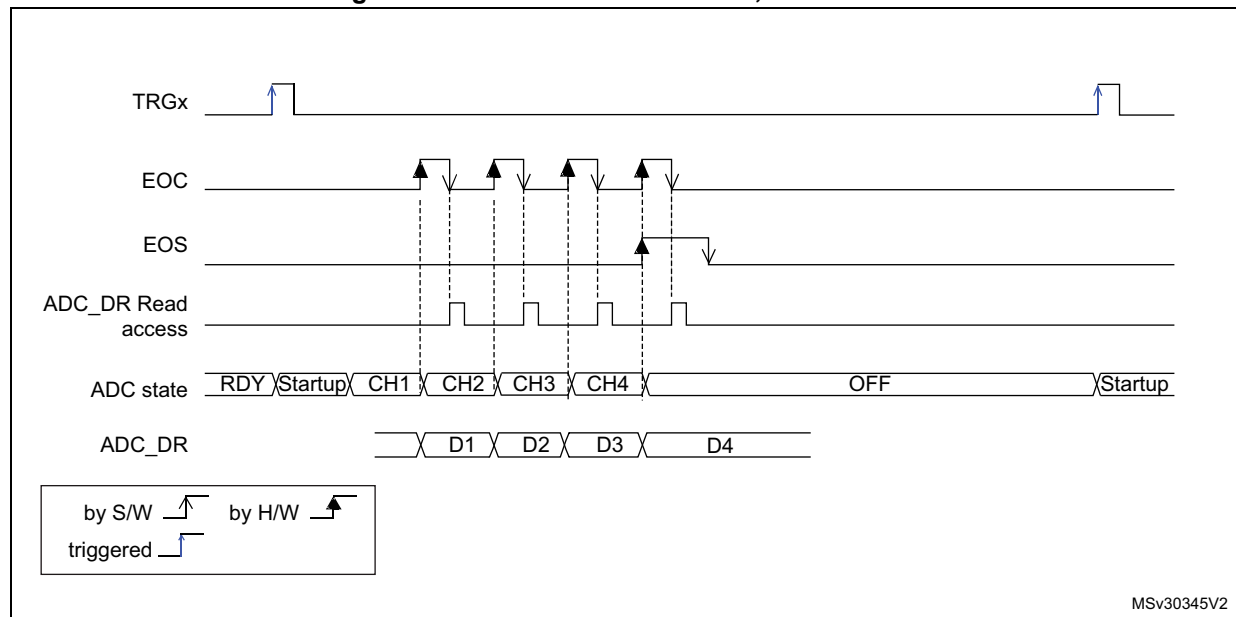 TRGx
EOC
EOS
ADC_DR Read
access
ADC state RDY Startup CH1 CH2 CH3 CH4 OFF Startup
ADC_DR D1 D2 D3 D4
by S/W by H/W
triggered
MSv30345V2